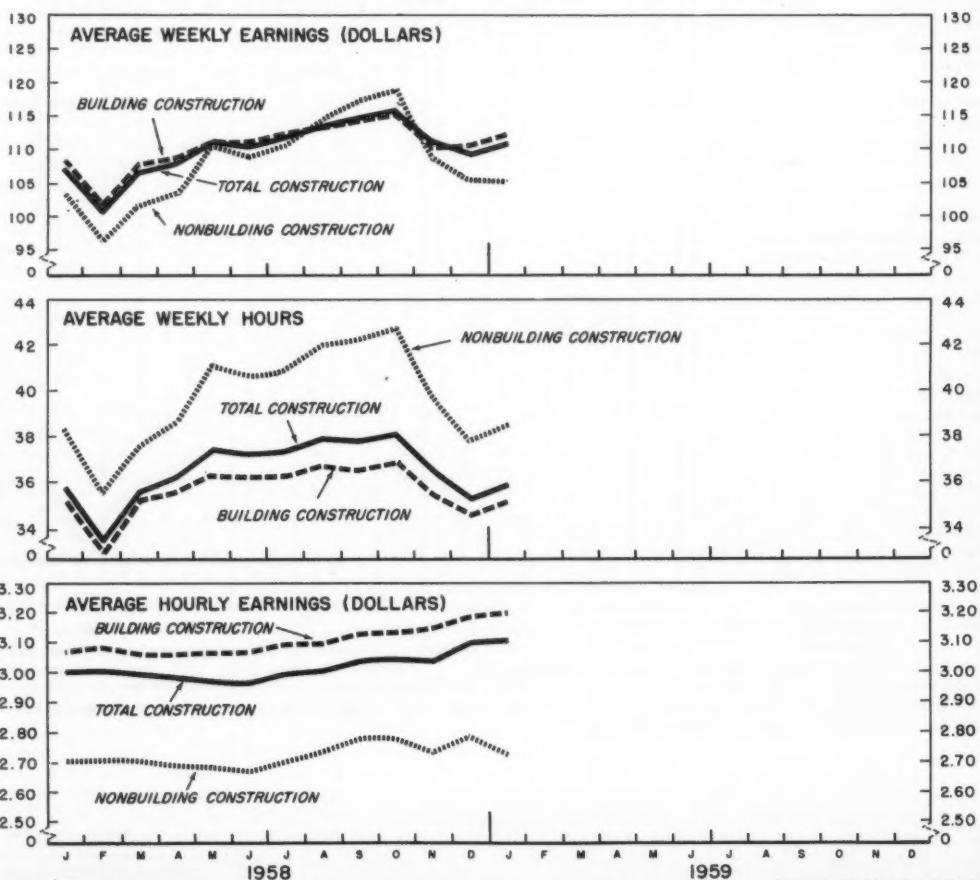 AVERAGE WEEKLY EARNINGS (DOLLARS)
130 130
125 125
120 120
115 115
110 110
105 105
100 100
95 95
0 0
BUILDING CONSTRUCTION
TOTAL CONSTRUCTION
NONBUILDING CONSTRUCTION
AVERAGE WEEKLY HOURS
44 44
42 42
40 40
38 38
36 36
34 34
0 0
NONBUILDING CONSTRUCTION
TOTAL CONSTRUCTION
BUILDING CONSTRUCTION
AVERAGE HOURLY EARNINGS (DOLLARS)
3.30 3.30
3.20 3.20
3.10 3.10
3.00 3.00
2.90 2.90
2.80 2.80
2.70 2.70
2.60 2.60
2.50 2.50
0 0
BUILDING CONSTRUCTION
TOTAL CONSTRUCTION
NONBUILDING CONSTRUCTION
J F M A M J J A S O N D J F M A M J J A S O N D
1958 1959